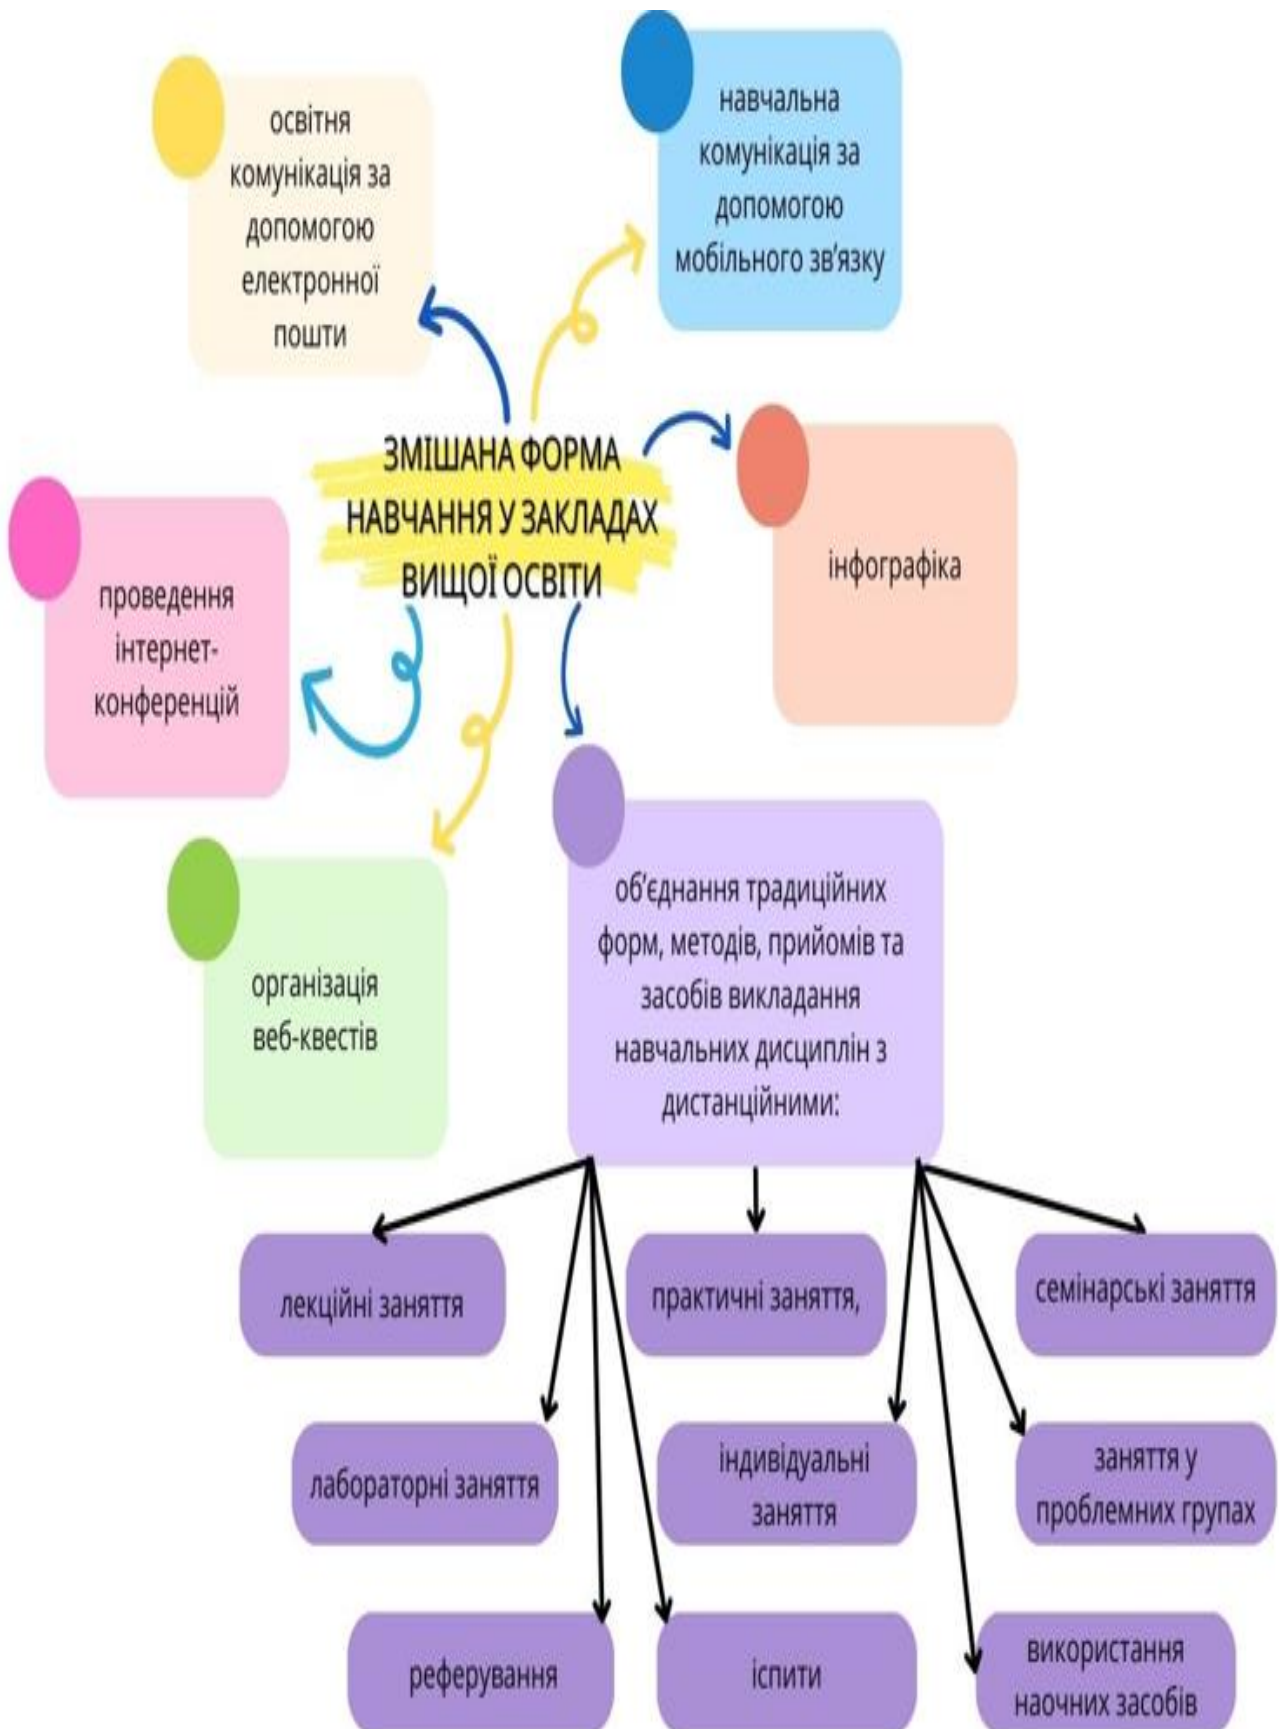 освітня
комунікація за
допомогою
електронної
пошти
навчальна
комунікація за
допомогою
мобільного зв'язку
ЗМІШАНА ФОРМА
НАВЧАННЯ У ЗАКЛАДАХ
ВИЩОЇ ОСВІТИ
інфографіка
проведення
інтернет-
конференцій
організація
веб-квестів
об'єднання традиційних
форм, методів, прийомів та
засобів викладання
навчальних дисциплін з
дистанційними:
лекційні заняття
практичні заняття,
семінарські заняття
лабораторні заняття
індивідуальні
заняття
заняття у
проблемних групах
реферування
іспити
використання
наочних засобів